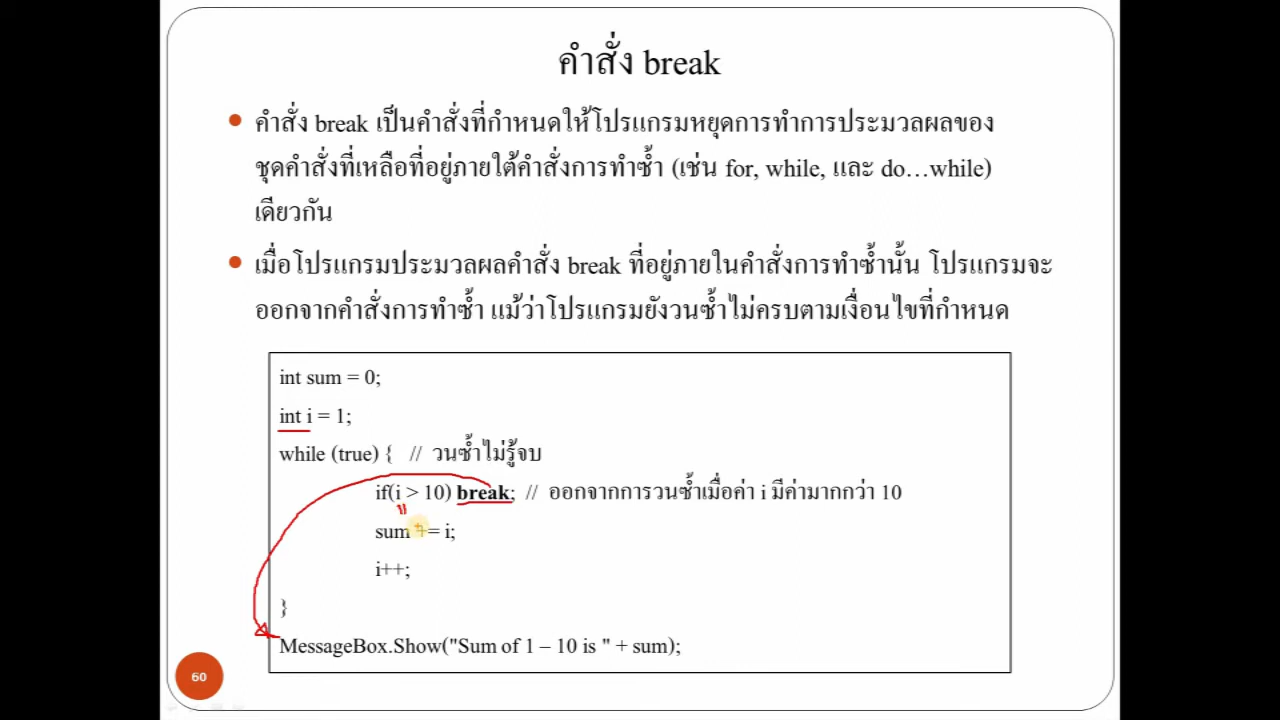 คำสั่ง break
คำสั่ง break เป็นคำสั่งที่กำหนดให้โปรแกรมหยุดการทำการประมวลผลของ
ชุดคำสั่งที่เหลือที่อยู่ภายใต้คำสั่งการทำซ้ำ (เช่น for, while, และ do…while)
เดียวกัน
เมื่อโปรแกรมประมวลผลคำสั่ง break ที่อยู่ภายในคำสั่งการทำซ้ำนั้น โปรแกรมจะ
ออกจากคำสั่งการทำซ้ำ แม้ว่าโปรแกรมยังวนซ้ำไม่ครบตามเงื่อนไขที่กำหนด
int sum = 0;
int i = 1;
while (true) { // วนซ้ำไม่รู้จบ
if(i > 10) break; // ออกจากการวนซ้ำเมื่อค่า i มีค่ามากกว่า 10
11
sum += i;
i++;
}
MessageBox.Show("Sum of 1 – 10 is " + sum);
60